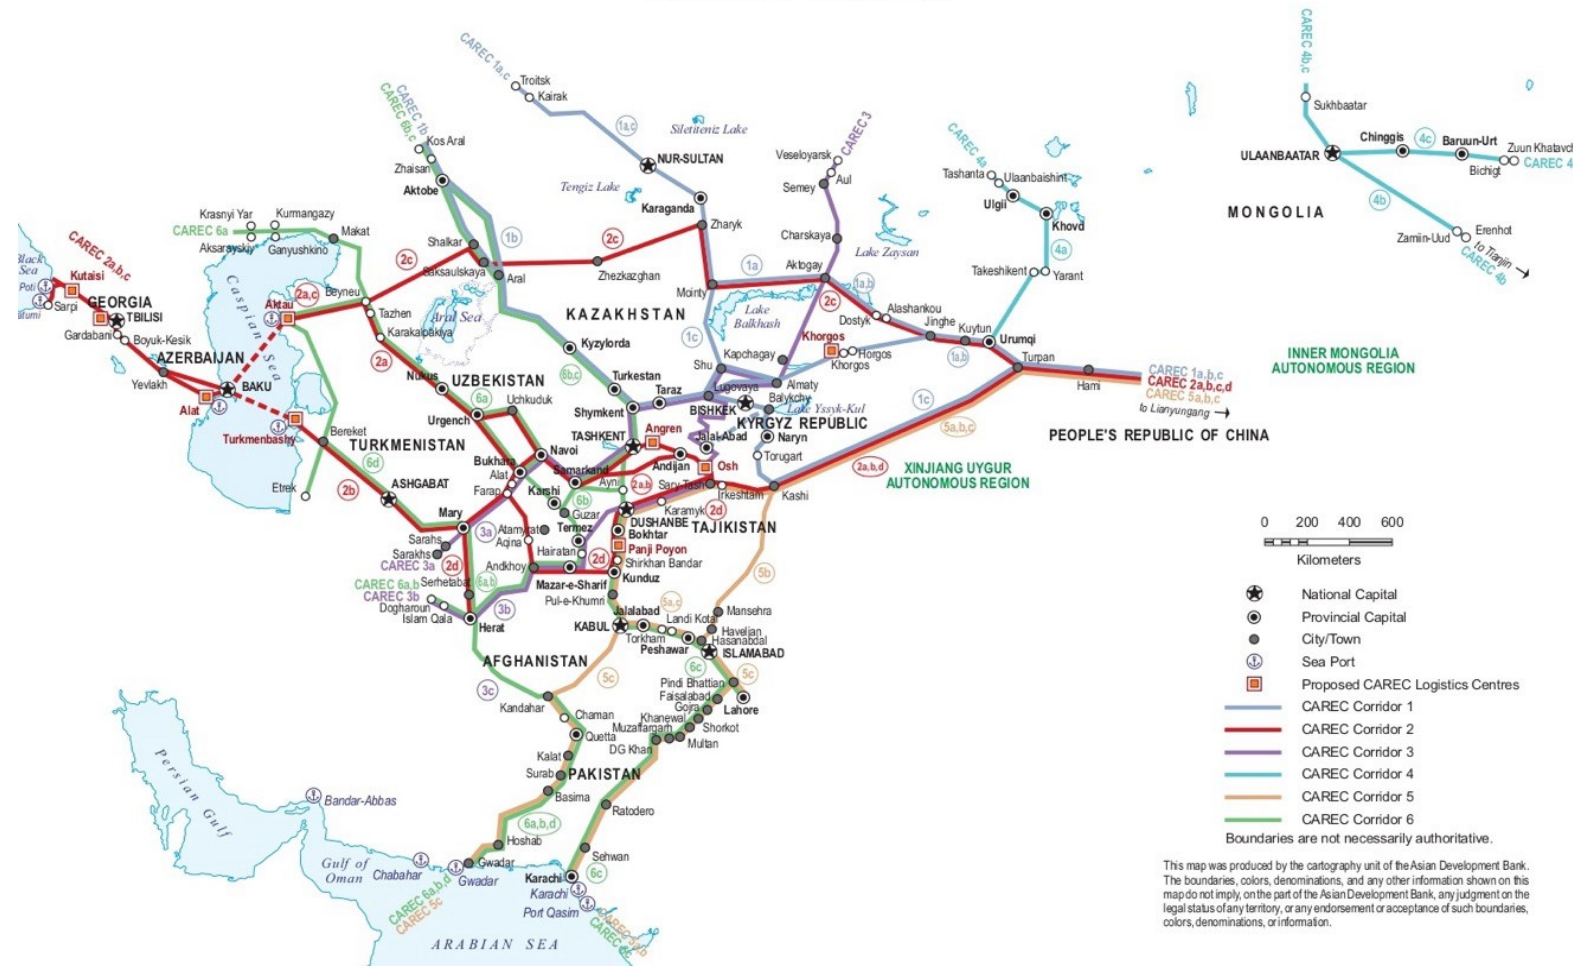 CAREC 4b,c
CAREC 1a,c
Troitsk
Kairak
1a,c
Siletiteniz Lake
CAREC 1b
CAREC 6b,c
Kos Aral
Zhaisan
Aktobe
NUR-SULTAN
Tengiz Lake
Karaganda
Zharyk
CAREC 3
Veseloyarsk
Aul
Semey
Charskaya
Lake Zaysan
CAREC 4a
Tashanta
Ulaanbaishint
Ulgii
Khovd
4a
Takeshikent
Yarant
Sukhbaatar
ULAANBAATAR
Chinggis
4c
Baruun-Urt
Zuun Khatavch
Bichigt
CAREC 4
4b
MONGOLIA
Zamiin-Uud
Erenhot
to Tianjin
CAREC 4b
Krasnyi Yar
Kurmangazy
CAREC 6a
Aksarayskiy
Ganyushkino
Makat
Shalkar
Saksaulskaya
1b
2c
2c
Aral
Zhezkazghan
Mointy
1a
Aktogay
1a,b
2c
Alashankou
Dostyk
Jinghe
Kuytun
Urumqi
1a,b
CAREC 2a,b,c
Black
Sea
Poti
Kutaisi
Sarpi
GEORGIA
TBILISI
Gardabani
Boyuk-Kesik
AZERBAIJAN
Yevlakh
BAKU
Alat
Caspian Sea
Aktau
2a,c
Beyneu
Tazhen
Karakalpakiya
2a
Aral Sea
KAZAKHSTAN
Lake
Balkhash
1c
Khorgos
Horgos
Khorgos
Kapchagay
Shu
Almaty
Lugovaya
Balykchy
Lake Yssyk-Kul
Kyzylorda
6b,c
Turkestan
Taraz
Shymkent
BISHKEK
KYRGYZ REPUBLIC
Naryn
Torugart
Turpan
Hami
CAREC 1a,b,c
CAREC 2a,b,c,d
CAREC 5a,b,c
to Lianyungang
1c
5a,b,c
2a,b,d
INNER MONGOLIA
AUTONOMOUS REGION
PEOPLE'S REPUBLIC OF CHINA
XINJIANG UYGUR
AUTONOMOUS REGION
Nukus
UZBEKISTAN
Urgench
6a
Uchkuduk
TASHKENT
Angren
Jalal-Abad
Andijan
Osh
Turkmenbashy
Bereket
TURKMENISTAN
6d
2b
Etrek
ASHGABAT
Bukhara
Alat
Farap
Navoi
Samarkand
Karshi
6b
Guzar
Ayni
2a,b
Sary-Tash
Irkeshtam
Kashi
Karamyk
2d
DUSHANBE
TAJIKISTAN
Mary
3a
Atamyrat
Aqina
Termez
Hairatan
Bokhtar
Panji Poyon
Shirkhan Bandar
Sarahs
Sarakhs
CAREC 3a
2d
CAREC 6a,b
CAREC 3b
Serhetabat
6a,b
Andkhoy
2d
Mazar-e-Sharif
Kunduz
Pul-e-Khumri
Dogharoun
Islam Qala
Herat
3b
5b
Jalalabad
5a,c
Landi Kotal
Mansehra
Havelian
Hasanabdal
KABUL
Torkham
Peshawar
ISLAMABAD
AFGHANISTAN
3c
5c
6c
5c
Pindi Bhattian
Faisalabad
Gojra
Lahore
Khanewal
Shorkot
Muzaffargarh
Multan
DG Khan
Kandahar
Chaman
Quetta
Kalat
Surab
PAKISTAN
Basima
Ratodero
6a,b,d
Hoshab
Sehwan
6c
Persian Gulf
Bandar-Abbas
Gulf of
Oman
Chabahar
Gwadar
Gwadar
Karachi
Karachi
Port Qasim
CAREC 6a,b,d
CAREC 5c
ARABIAN SEA
0 200 400 600
Kilometers
National Capital
Provincial Capital
City/Town
Sea Port
Proposed CAREC Logistics Centres
CAREC Corridor 1
CAREC Corridor 2
CAREC Corridor 3
CAREC Corridor 4
CAREC Corridor 5
CAREC Corridor 6
Boundaries are not necessarily authoritative.
This map was produced by the cartography unit of the Asian Development Bank.
The boundaries, colors, denominations, and any other information shown on this
map do not imply, on the part of the Asian Development Bank, any judgment on the
legal status of any territory, or any endorsement or acceptance of such boundaries,
colors, denominations, or information.